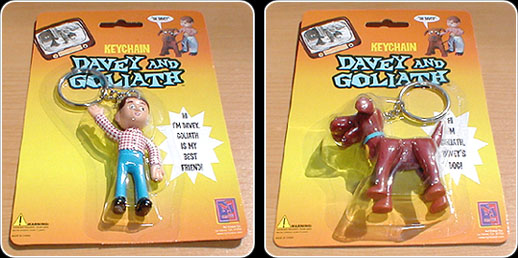 "OH DAVEY"
KEYCHAIN
DAVEY AND
GOLIATH
HI
I'M DAVEY.
GOLIATH
IS MY
BEST
FRIEND!
WARNING:
"OH DAVEY"
KEYCHAIN
DAVEY AND
GOLIATH
HI
I'M
GOLIATH,
DAVEY'S
DOG!
WARNING: